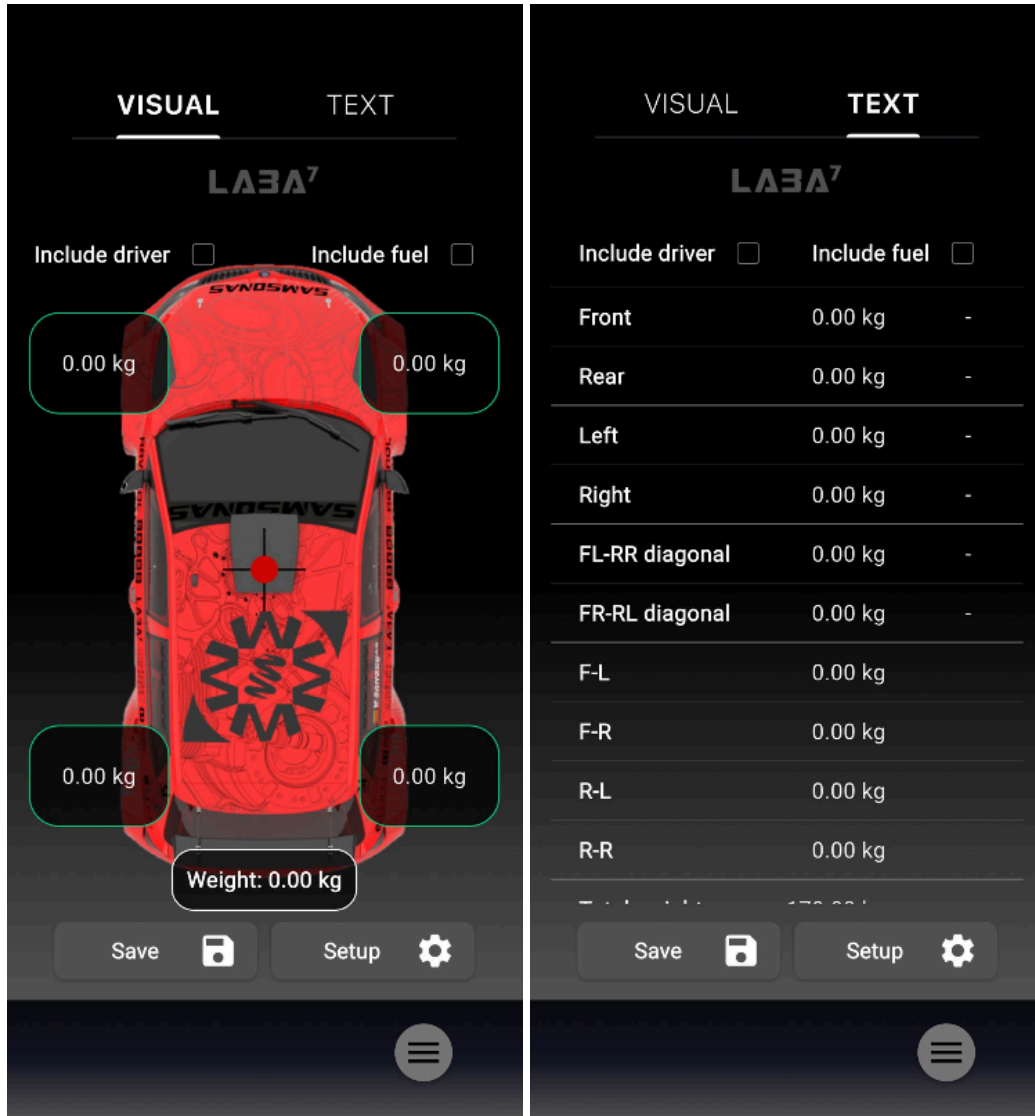 VISUAL TEXT
LABA7
Include driver Include fuel
SAMSONAS
0.00 kg 0.00 kg
SAMSONAS
0.00 kg 0.00 kg
Weight: 0.00 kg
Save Setup
VISUAL TEXT
LABA7
Include driver Include fuel
Front 0.00 kg -
Rear 0.00 kg -
Left 0.00 kg -
Right 0.00 kg -
FL-RR diagonal 0.00 kg -
FR-RL diagonal 0.00 kg -
F-L 0.00 kg
F-R 0.00 kg
R-L 0.00 kg
R-R 0.00 kg
Save Setup